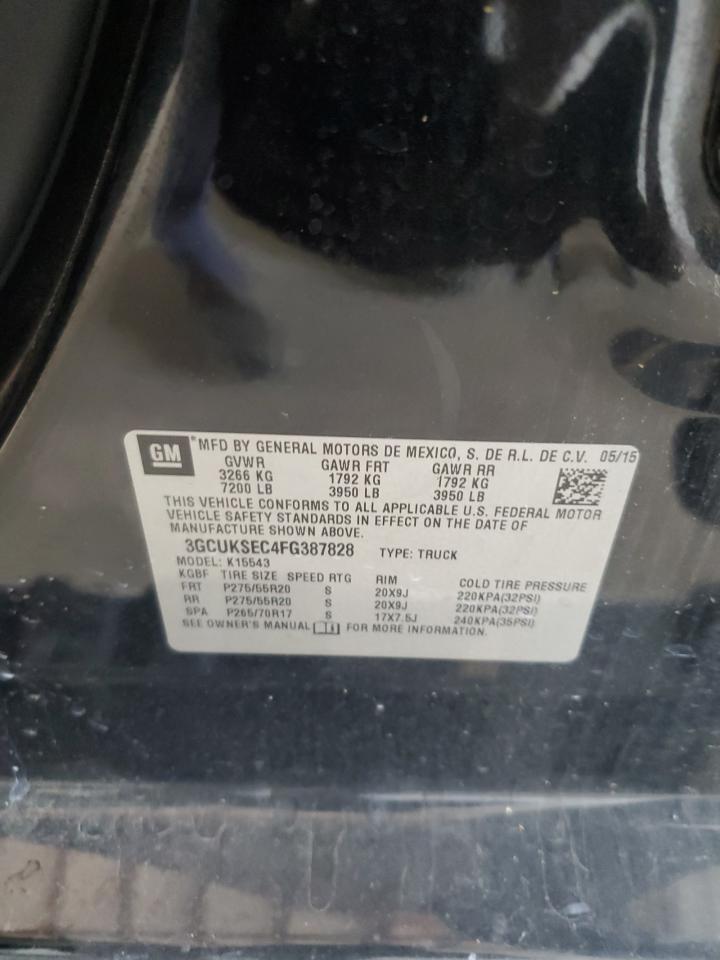 GM
®MFD BY GENERAL MOTORS DE MEXICO, S. DE R.L. DE C.V. 05/15
GVWR GAWR FRT GAWR RR
3266 KG 1792 KG 1792 KG
7200 LB 3950 LB 3950 LB
THIS VEHICLE CONFORMS TO ALL APPLICABLE U.S. FEDERAL MOTOR
VEHICLE SAFETY STANDARDS IN EFFECT ON THE DATE OF
MANUFACTURE SHOWN ABOVE.
3GCUKSEC4FG387828 TYPE: TRUCK
MODEL: K15543
KGBF TIRE SIZE SPEED RTG RIM COLD TIRE PRESSURE
FRT P275/55R20 S 20X9J 220KPA(32PSI)
RR P275/55R20 S 20X9J 220KPA(32PSI)
SPA P265/70R17 S 17X7.5J 240KPA(35PSI)
SEE OWNER'S MANUAL FOR MORE INFORMATION.